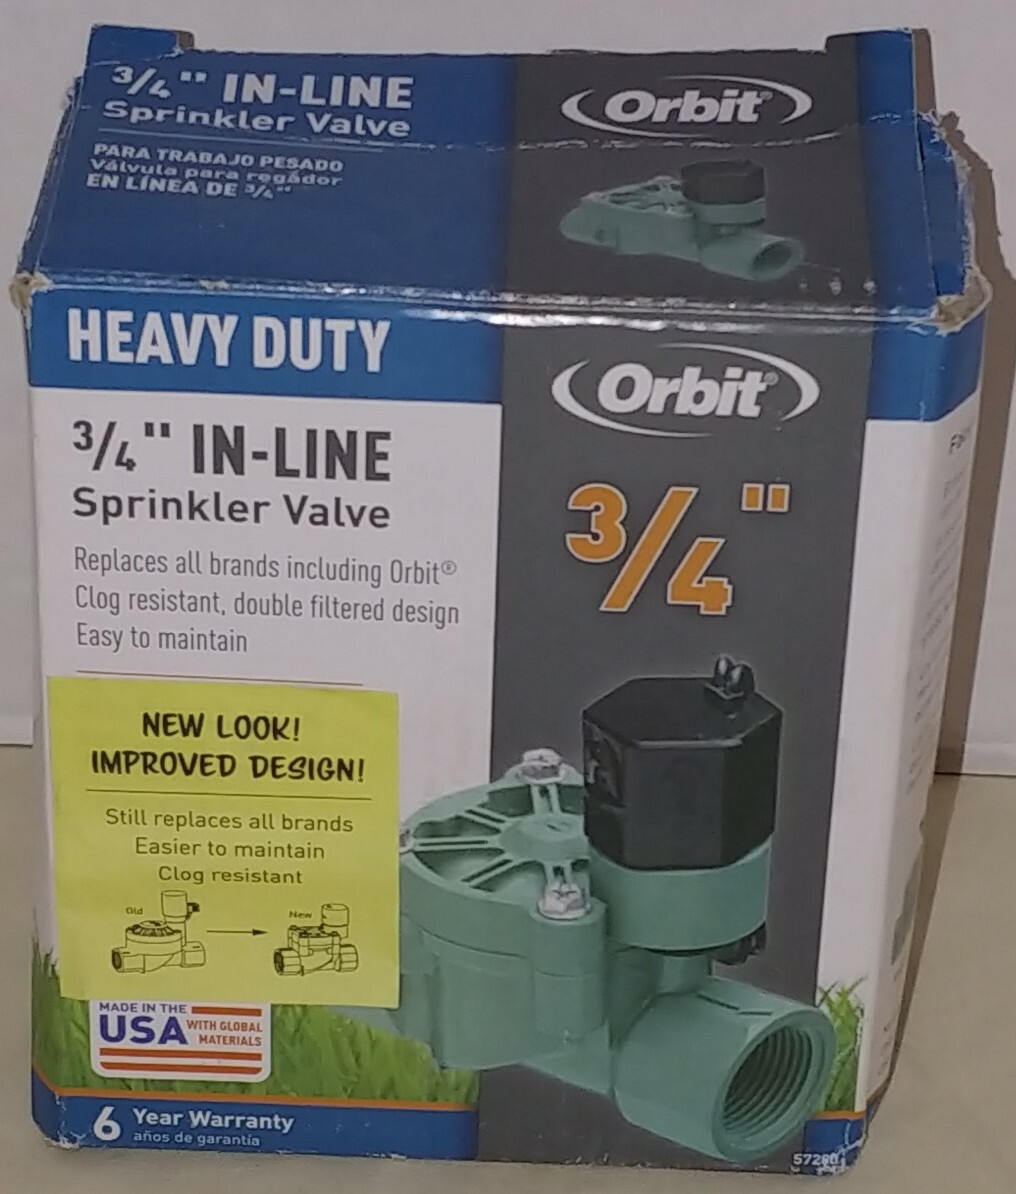 3/4" IN-LINE
Sprinkler Valve
PARA TRABAJO PESADO
Válvula para regador
EN LÍNEA DE 3/4"
Orbit®
HEAVY DUTY
Orbit®
3/4" IN-LINE
Sprinkler Valve
3/4"
Replaces all brands including Orbit®
Clog resistant, double filtered design
Easy to maintain
NEW LOOK!
IMPROVED DESIGN!
Still replaces all brands
Easier to maintain
Clog resistant
Old
New
MADE IN THE
USA WITH GLOBAL
MATERIALS
6 Year Warranty
años de garantía